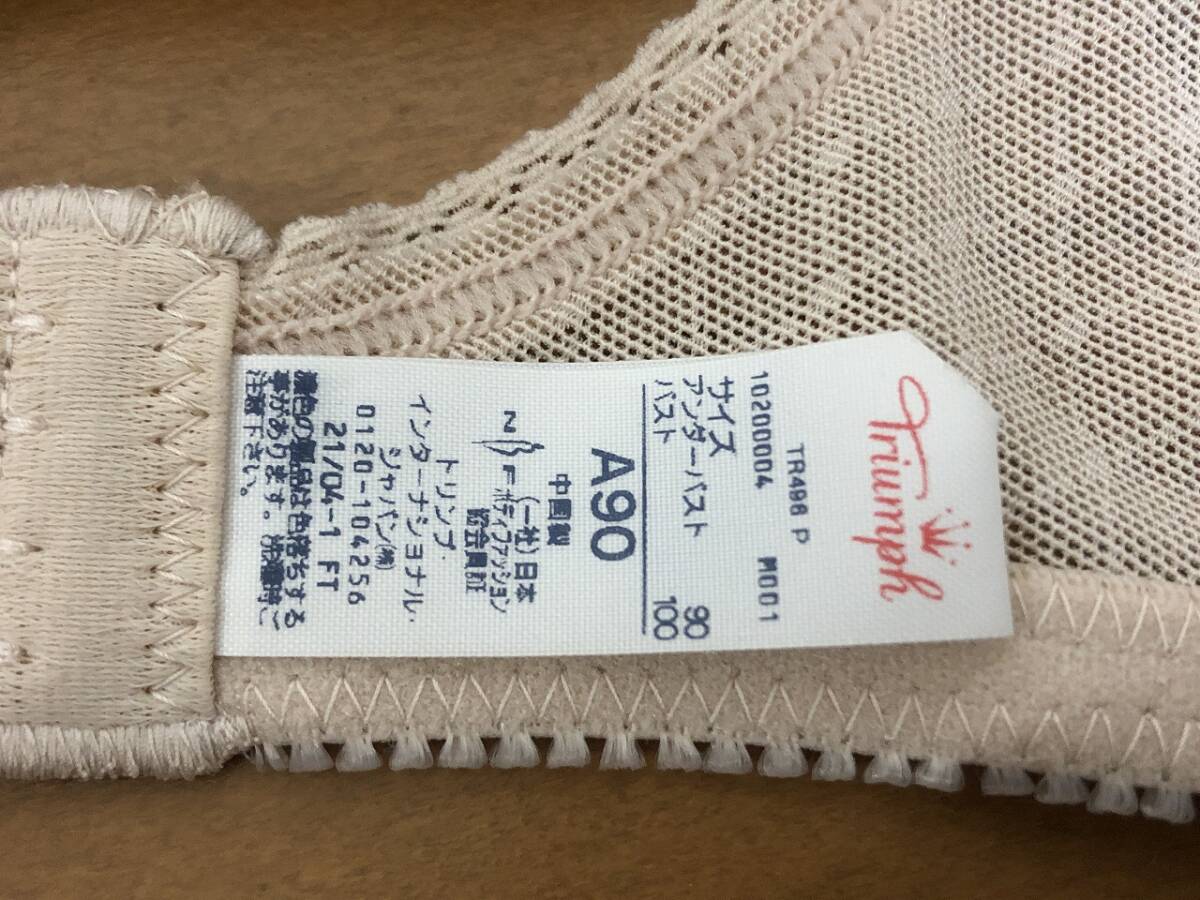 Triumph
TR496 P
10200004 M001
サイズ
アンダーバスト 90
バスト 100
A90
中国製
NBF (一社)日本
ボディファッション
協会員証
トリンプ・
インターナショナル・
ジャパン(株)
0120-104256
21/04-1 FT
濃色の製品は色落ちする
事があります。洗濯時に
注意下さい。